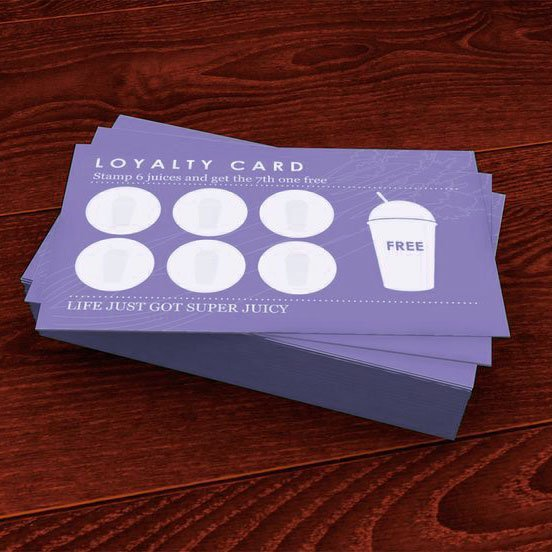 LOYALTY CARD
Stamp 6 juices and get the 7th one free
FREE
LIFE JUST GOT SUPER JUICY